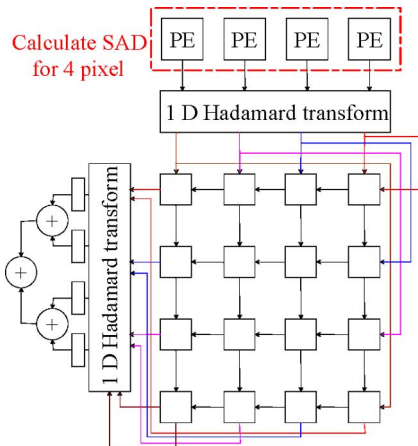 Calculate SAD
for 4 pixel
PE PE PE PE
1 D Hadamard transform
1 D Hadamard transform
+
+
+